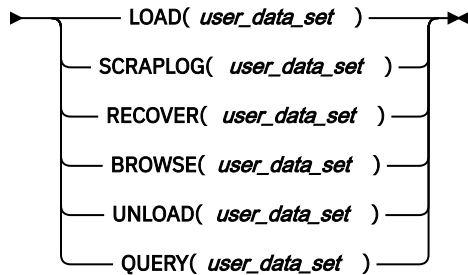 LOAD( user_data_set )
SCRAPLOG( user_data_set )
RECOVER( user_data_set )
BROWSE( user_data_set )
UNLOAD( user_data_set )
QUERY( user_data_set )